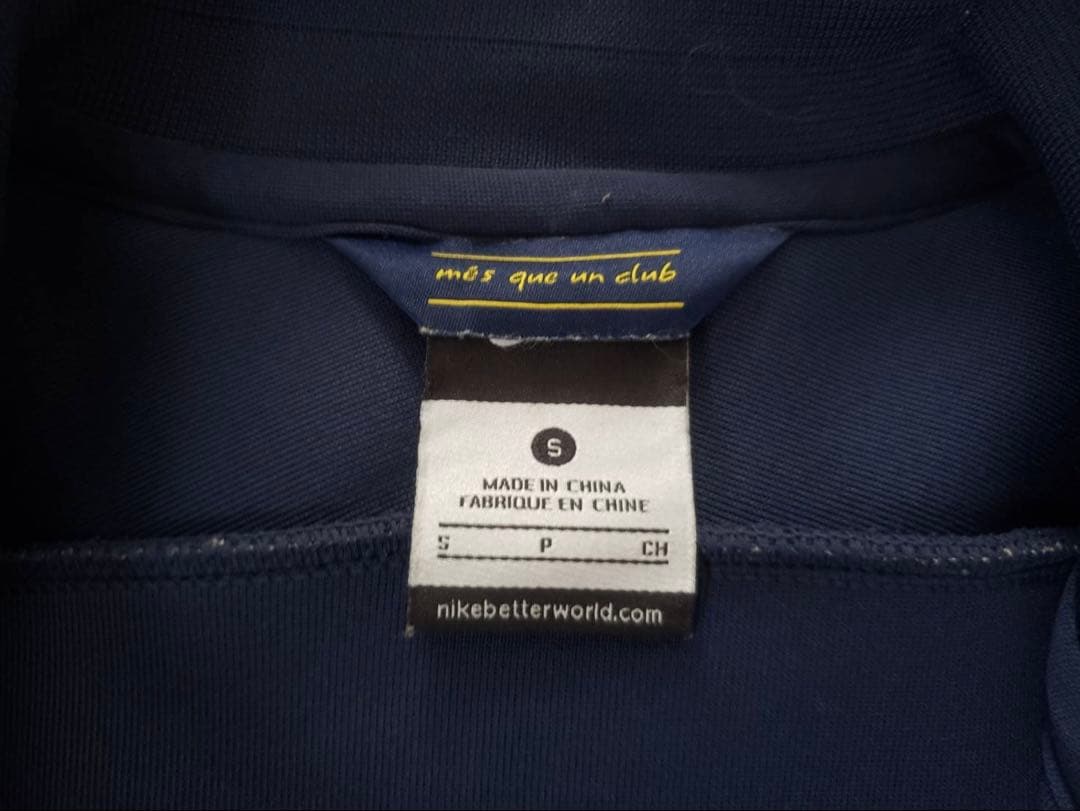 més que un club
S
MADE IN CHINA
FABRIQUE EN CHINE
S P CH
nikebetterworld.com